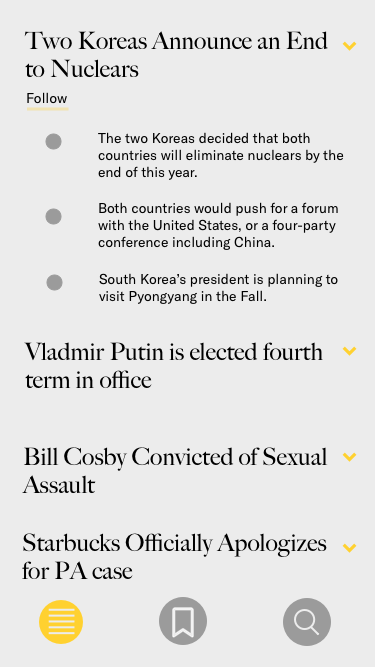 Two Koreas Announce an End
to Nuclears
Follow
The two Koreas decided that both
countries will eliminate nuclears by the
end of this year.
Both countries would push for a forum
with the United States, or a four-party
conference including China.
South Korea's president is planning to
visit Pyongyang in the Fall.
Vladmir Putin is elected fourth
term in office
Bill Cosby Convicted of Sexual
Assault
Starbucks Officially Apologizes
for PA case